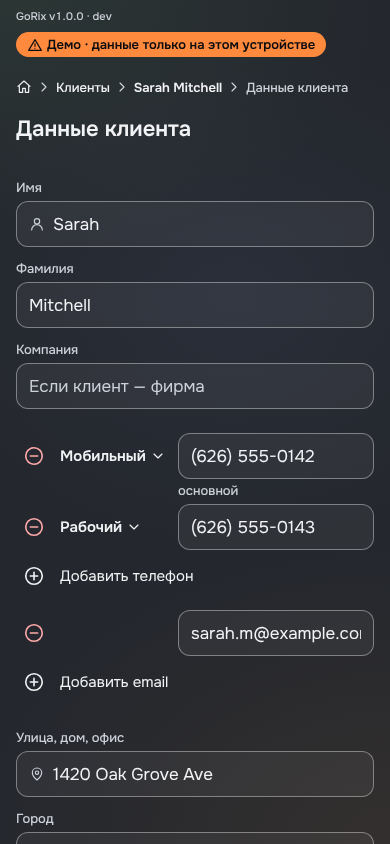 GoRix v1.0.0 · dev
Демо · данные только на этом устройстве
Клиенты > Sarah Mitchell > Данные клиента
Данные клиента
Имя
Sarah
Фамилия
Mitchell
Компания
Если клиент — фирма
Мобильный (626) 555-0142
основной
Рабочий (626) 555-0143
Добавить телефон
sarah.m@example.co
Добавить email
Улица, дом, офис
1420 Oak Grove Ave
Город